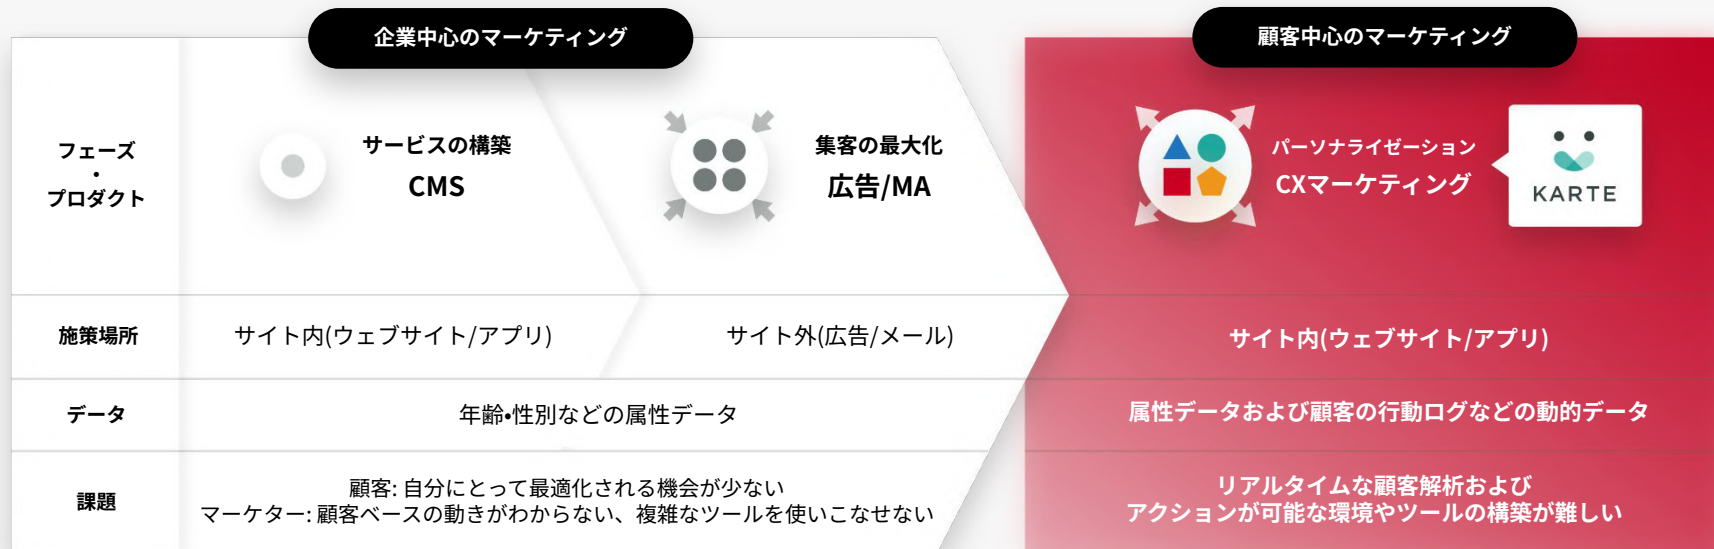 企業中心のマーケティング
顧客中心のマーケティング
フェーズ
・
プロダクト
サービスの構築
CMS
集客の最大化
広告/MA
パーソナライゼーション
CXマーケティング
KARTE
施策場所
サイト内(ウェブサイト/アプリ)
サイト外(広告/メール)
サイト内(ウェブサイト/アプリ)
データ
年齢•性別などの属性データ
属性データおよび顧客の行動ログなどの動的データ
課題
顧客: 自分にとって最適化される機会が少ない
マーケター: 顧客ベースの動きがわからない、複雑なツールを使いこなせない
リアルタイムな顧客解析および
アクションが可能な環境やツールの構築が難しい